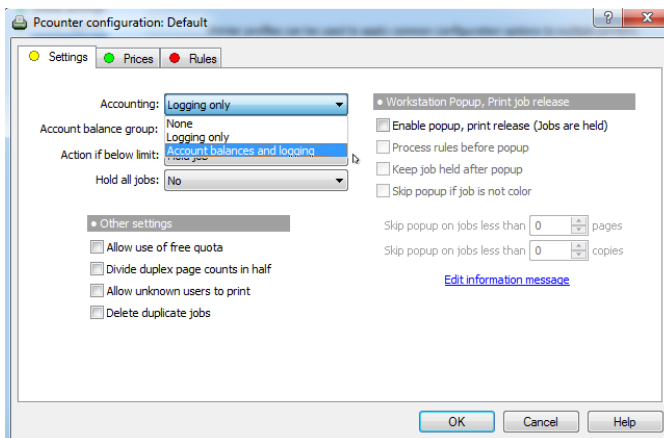 Pcounter configuration: Default
Settings
Prices
Rules
Accounting: Logging only
None
Logging only
Account balances and logging
Account balance group:
Action if below limit: Hold job
Hold all jobs: No
• Other settings
Allow use of free quota
Divide duplex page counts in half
Allow unknown users to print
Delete duplicate jobs
• Workstation Popup, Print job release
Enable popup, print release (Jobs are held)
Process rules before popup
Keep job held after popup
Skip popup if job is not color
Skip popup on jobs less than 0 pages
Skip popup on jobs less than 0 copies
Edit information message
OK
Cancel
Help